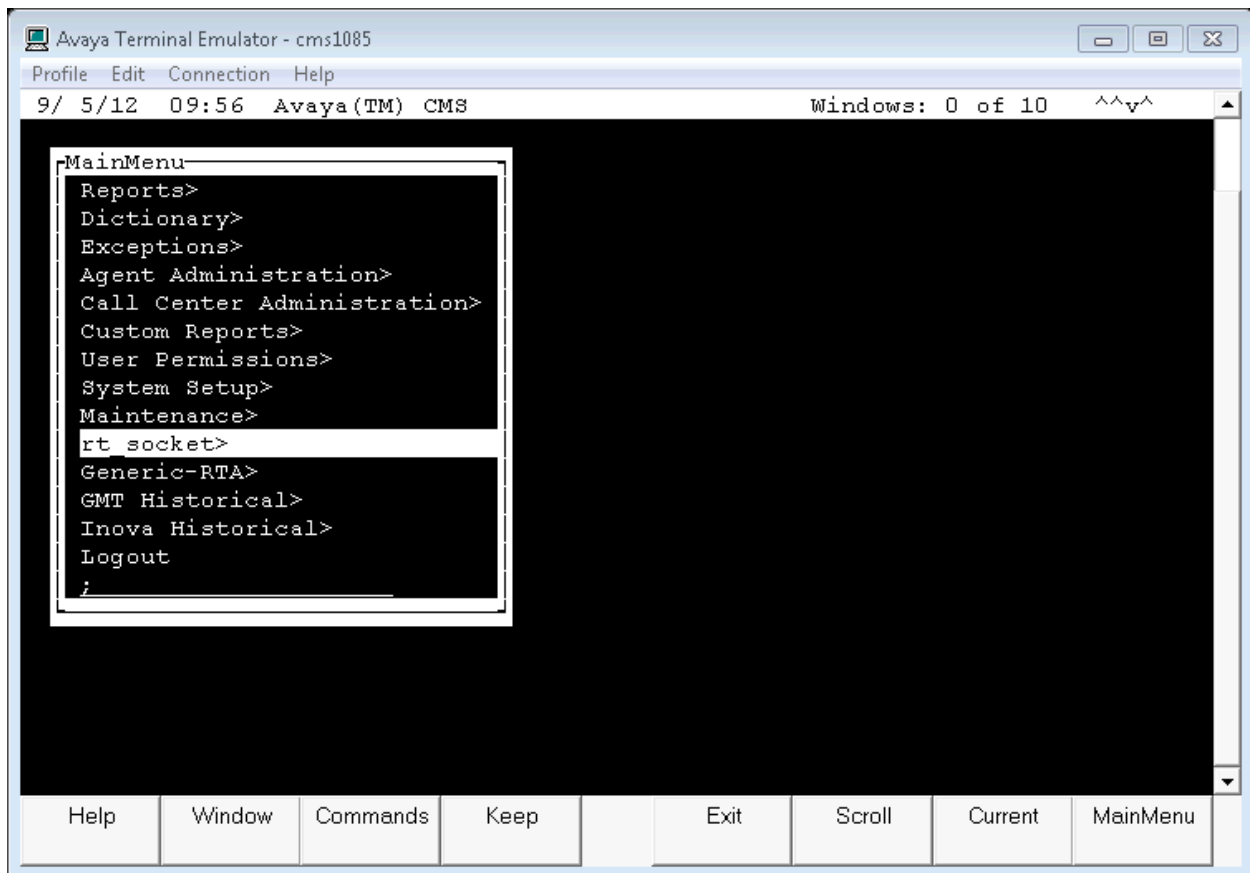 Avaya Terminal Emulator - cms1085
Profile Edit Connection Help
9/ 5/12 09:56 Avaya(TM) CMS Windows: 0 of 10 ^^v^
MainMenu
Reports>
Dictionary>
Exceptions>
Agent Administration>
Call Center Administration>
Custom Reports>
User Permissions>
System Setup>
Maintenance>
rt_socket>
Generic-RTA>
GMT Historical>
Inova Historical>
Logout
;
Help Window Commands Keep Exit Scroll Current MainMenu